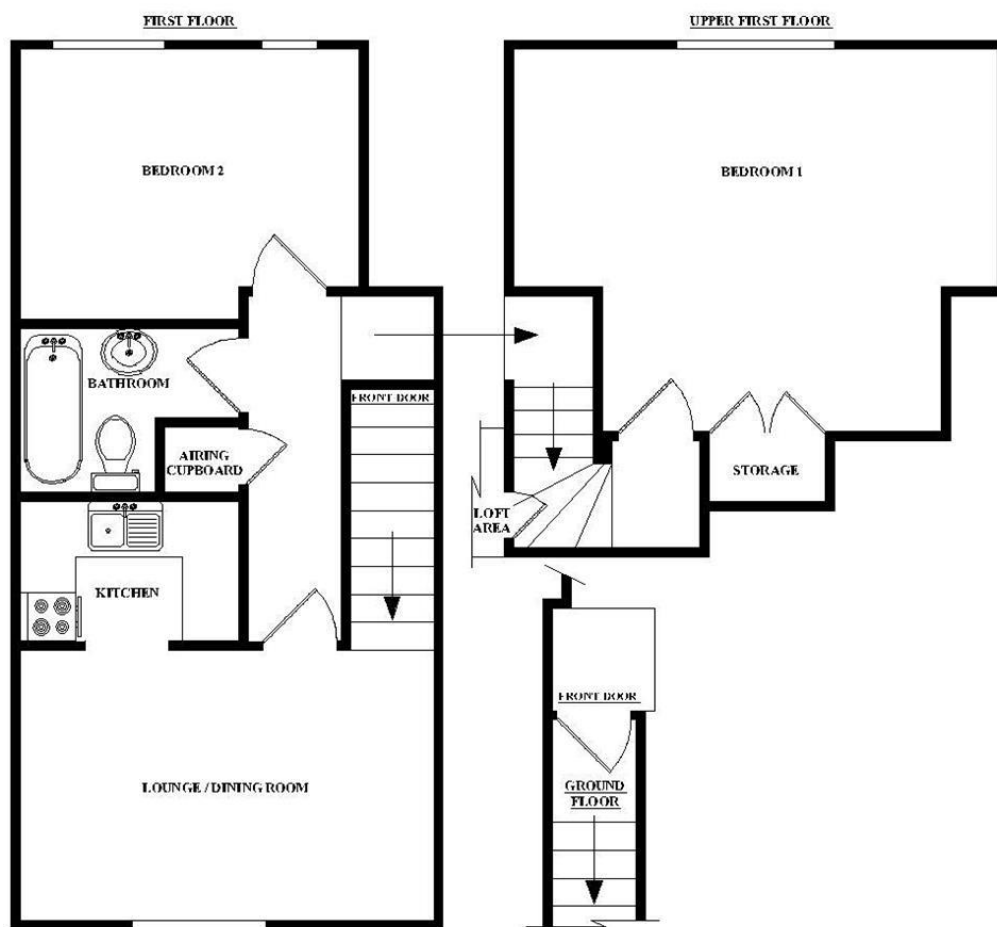 FIRST FLOOR
UPPER FIRST FLOOR
BEDROOM 2
BEDROOM 1
BATHROOM
FRONT DOOR
AIRING
CUPBOARD
STORAGE
LOFT
AREA
KITCHEN
FRONT DOOR
LOUNGE / DINING ROOM
GROUND
FLOOR